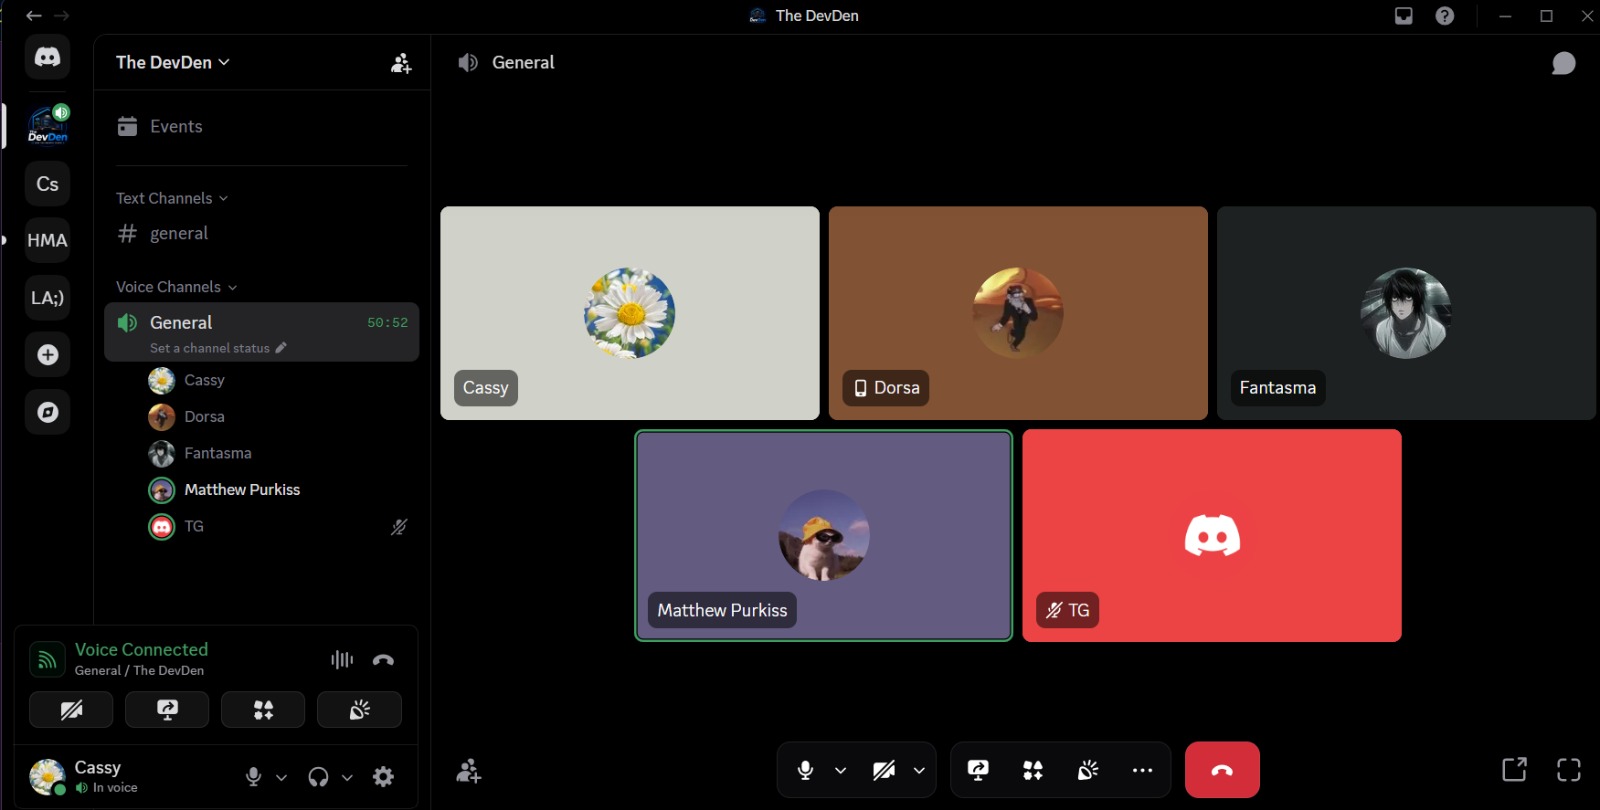 The DevDen
The DevDen
General
Events
DevDen
Cs
Text Channels
general
HMA
Voice Channels
LA;)
General
50:52
Set a channel status
Cassy
Dorsa
Fantasma
Matthew Purkiss
TG
Cassy
Dorsa
Fantasma
Matthew Purkiss
TG
Voice Connected
General / The DevDen
Cassy
In voice